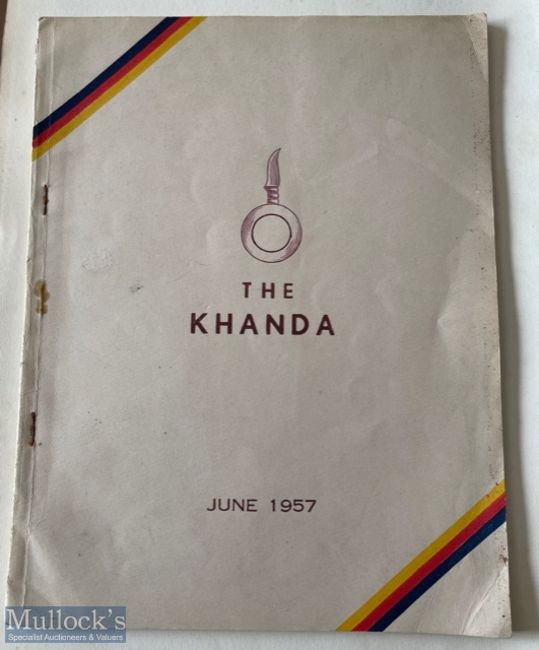 THE
KHANDA
JUNE 1957
Mullock's
Specialist Auctioneers & Valuers